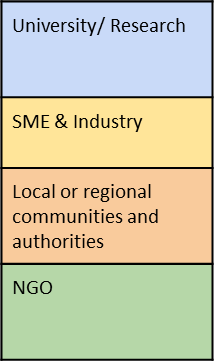 University/ Research
SME & Industry
Local or regional
communities and
authorities
NGO